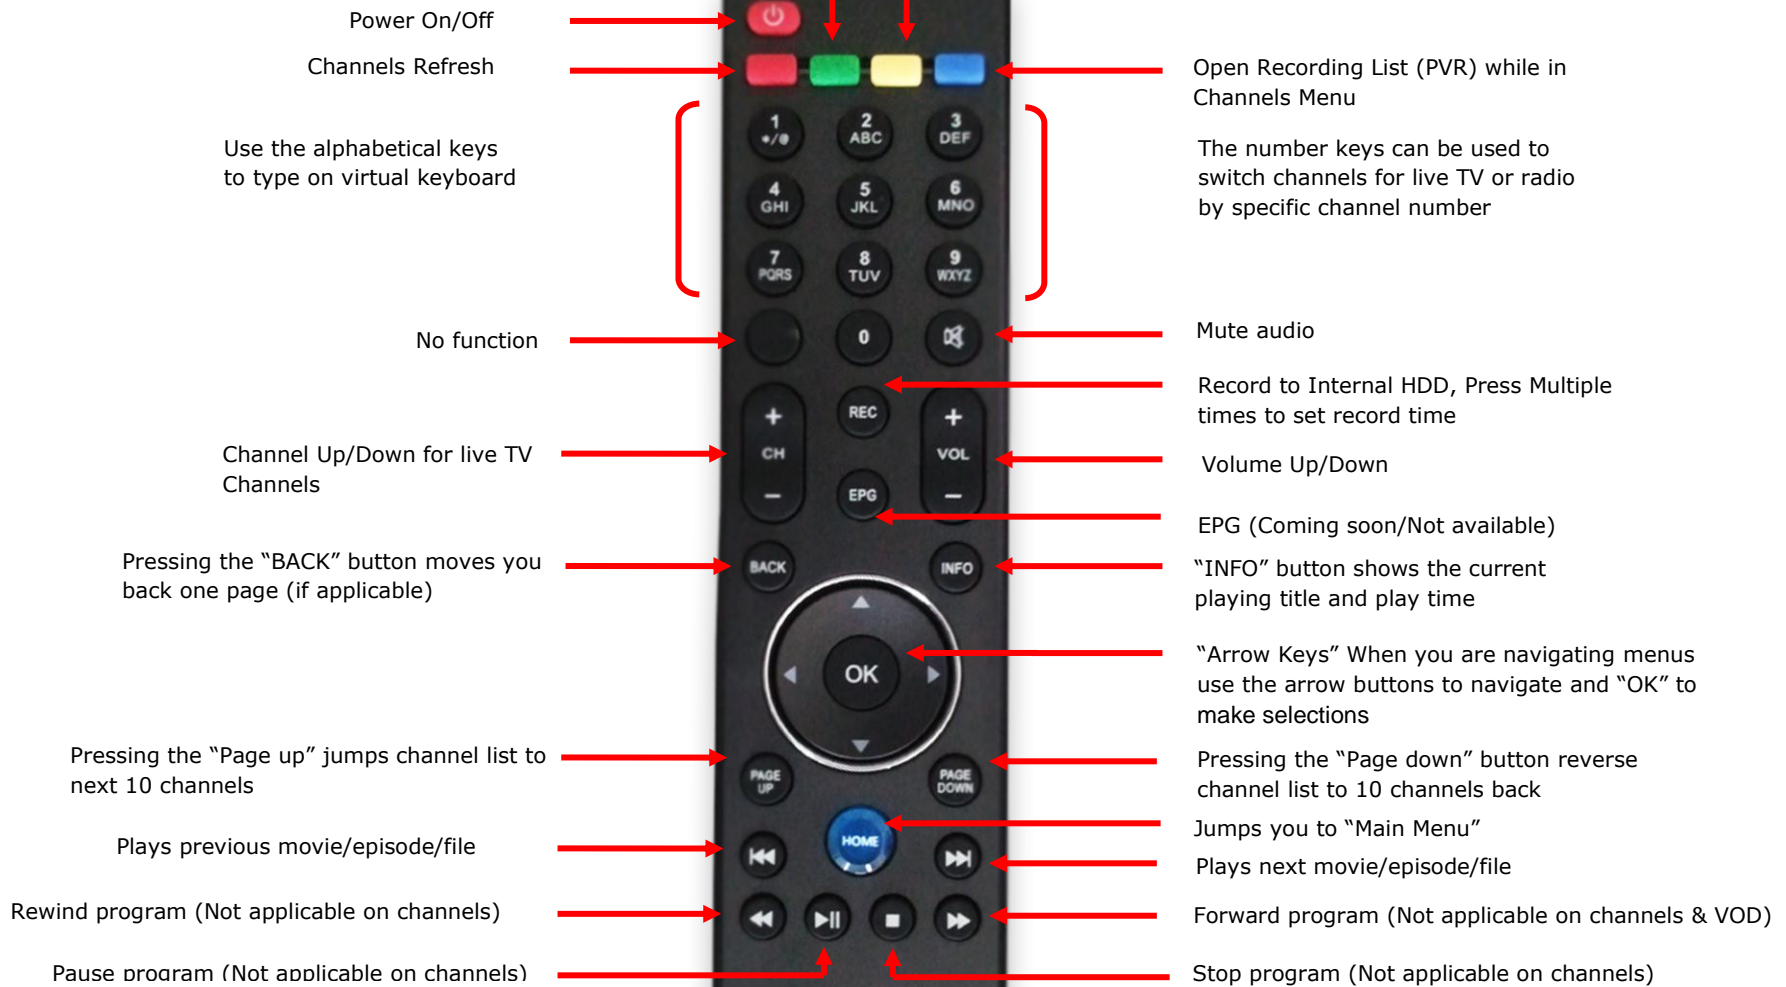 Power On/Off
Channels Refresh
Open Recording List (PVR) while in
Channels Menu
Use the alphabetical keys
to type on virtual keyboard
The number keys can be used to
switch channels for live TV or radio
by specific channel number
1
*/@
2
ABC
3
DEF
4
GHI
5
JKL
6
MNO
7
PQRS
8
TUV
9
WXYZ
No function
0
Mute audio
Record to Internal HDD, Press Multiple
times to set record time
+
CH
−
REC
+
VOL
−
Channel Up/Down for live TV
Channels
Volume Up/Down
EPG
EPG (Coming soon/Not available)
Pressing the “BACK” button moves you
back one page (if applicable)
BACK
INFO
“INFO” button shows the current
playing title and play time
OK
“Arrow Keys” When you are navigating menus
use the arrow buttons to navigate and “OK” to
make selections
Pressing the “Page up” jumps channel list to
next 10 channels
PAGE
UP
PAGE
DOWN
Pressing the “Page down” button reverse
channel list to 10 channels back
HOME
Jumps you to “Main Menu”
Plays previous movie/episode/file
Plays next movie/episode/file
Rewind program (Not applicable on channels)
Forward program (Not applicable on channels & VOD)
Pause program (Not applicable on channels)
Stop program (Not applicable on channels)